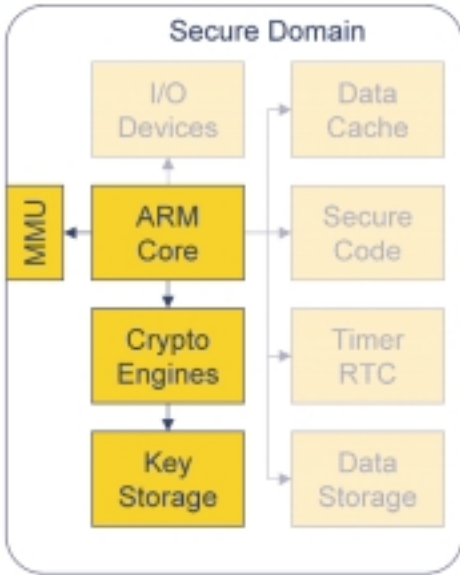 Secure Domain
I/O
Devices
Data
Cache
MMU
ARM
Core
Secure
Code
Crypto
Engines
Timer
RTC
Key
Storage
Data
Storage